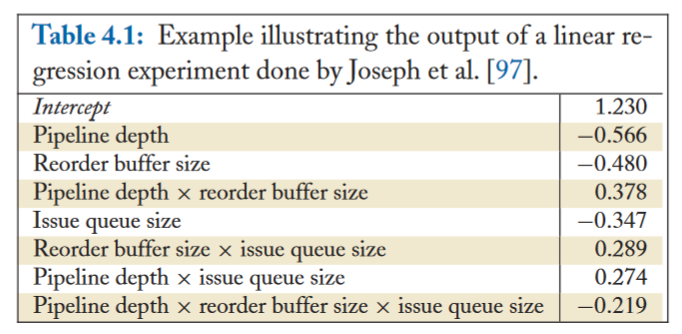 Table 4.1: Example illustrating the output of a linear re-
gression experiment done by Joseph et al. [97].
Intercept 1.230
Pipeline depth −0.566
Reorder buffer size −0.480
Pipeline depth × reorder buffer size 0.378
Issue queue size −0.347
Reorder buffer size × issue queue size 0.289
Pipeline depth × issue queue size 0.274
Pipeline depth × reorder buffer size × issue queue size −0.219